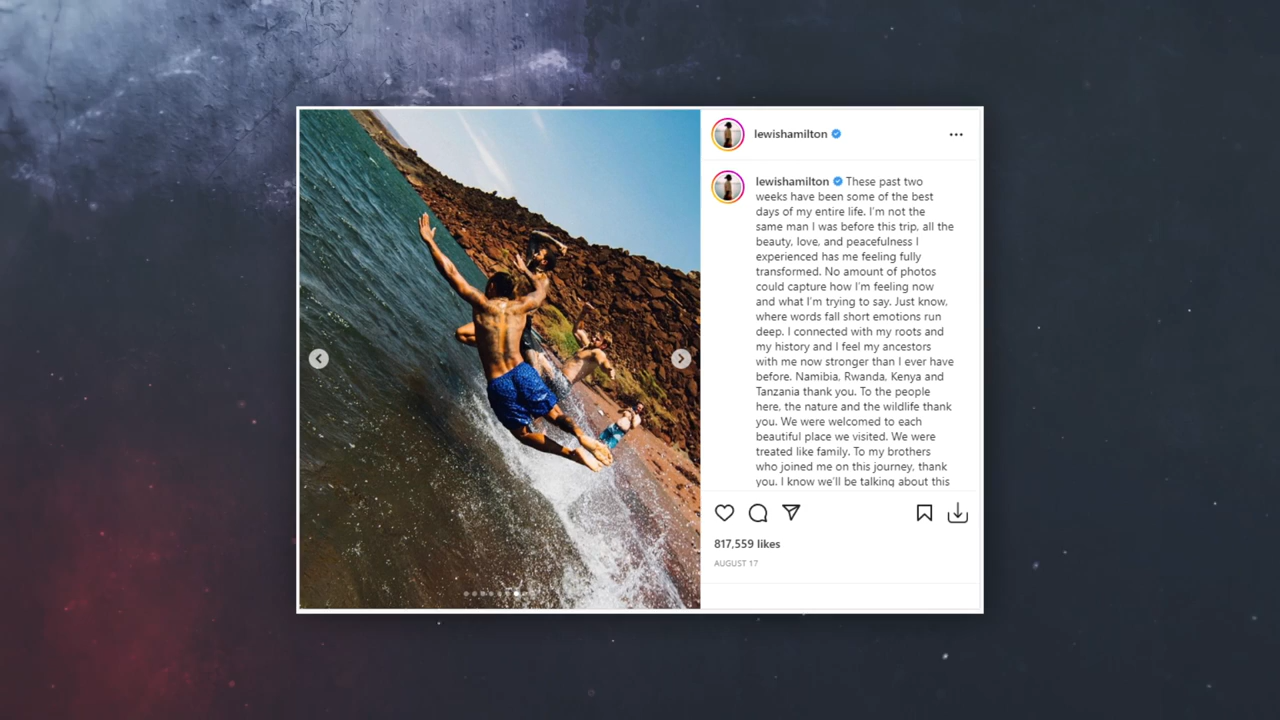 lewishamilton
lewishamilton These past two
weeks have been some of the best
days of my entire life. I'm not the
same man I was before this trip, all the
beauty, love, and peacefulness I
experienced has me feeling fully
transformed. No amount of photos
could capture how I'm feeling now
and what I'm trying to say. Just know,
where words fall short emotions run
deep. I connected with my roots and
my history and I feel my ancestors
with me now stronger than I ever have
before. Namibia, Rwanda, Kenya and
Tanzania thank you. To the people
here, the nature and the wildlife thank
you. We were welcomed to each
beautiful place we visited. We were
treated like family. To my brothers
who joined me on this journey, thank
you. I know we'll be talking about this
817,559 likes
AUGUST 17